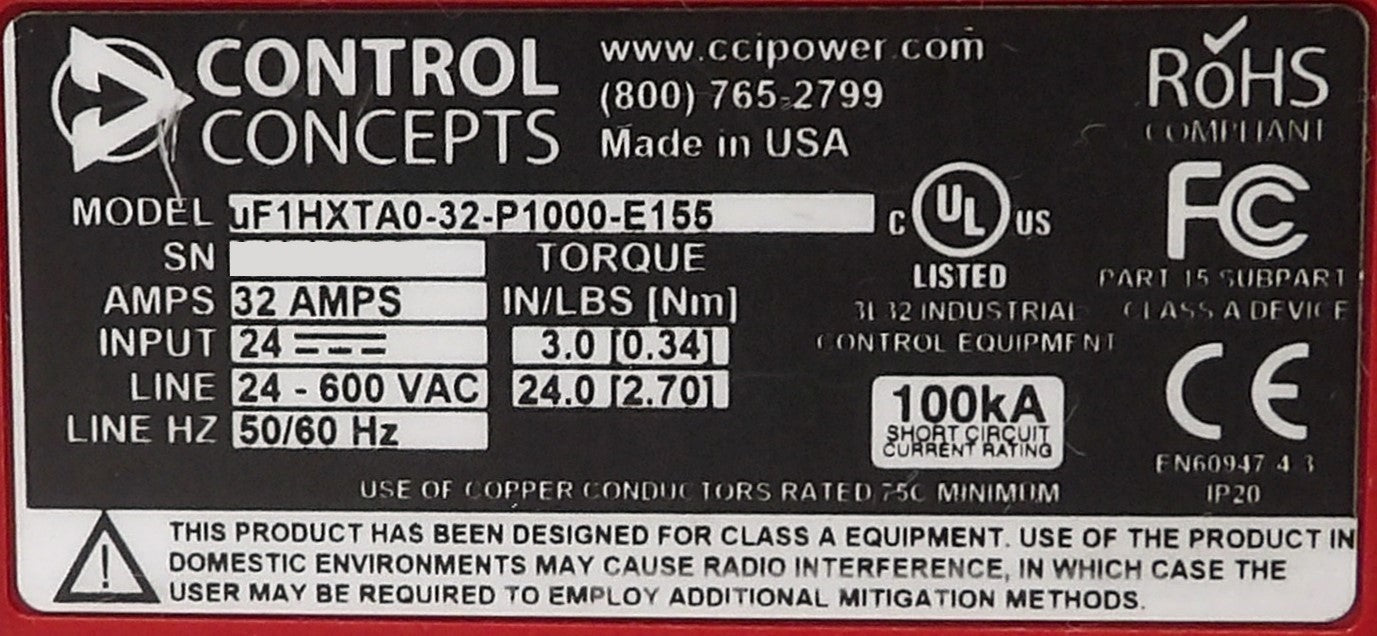 CONTROL
CONCEPTS
www.ccipower.com
(800) 765-2799
Made in USA
RoHS
COMPLIANT
MODEL uF1HXTA0-32-P1000-E155
SN
AMPS 32 AMPS
INPUT 24
LINE 24 - 600 VAC
LINE HZ 50/60 Hz
TORQUE
IN/LBS [Nm]
3.0 [0.34]
24.0 [2.70]
C UL US
LISTED
INDUSTRIAL
CONTROL EQUIPMENT
100kA
SHORT CIRCUIT
CURRENT RATING
FC
PART 15 SUBPART
CLASS A DEVICE
CE
EN60947 4 3
IP20
USE OF COPPER CONDUCTORS RATED 75C MINIMUM
THIS PRODUCT HAS BEEN DESIGNED FOR CLASS A EQUIPMENT. USE OF THE PRODUCT IN
DOMESTIC ENVIRONMENTS MAY CAUSE RADIO INTERFERENCE, IN WHICH CASE THE
USER MAY BE REQUIRED TO EMPLOY ADDITIONAL MITIGATION METHODS.